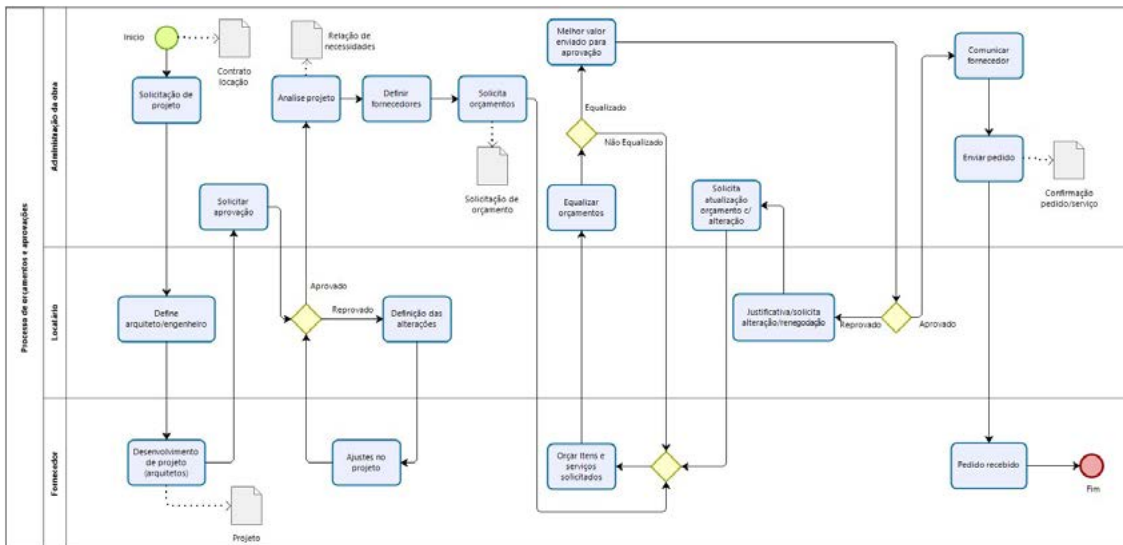 Processo de orçamentos e aprovações
Administração da obra
Início
Contrato
locação
Solicitação de
projeto
Relação de
necessidades
Analise projeto
Definir
fornecedores
Solicita
orçamentos
Solicitação de
orçamento
Solicitar
aprovação
Melhor valor
enviado para
aprovação
Equalizado
Não Equalizado
Equalizar
orçamentos
Solicita
atualização
orçamento c/
alteração
Comunicar
fornecedor
Enviar pedido
Confirmação
pedido/serviço
Locatário
Define
arquiteto/engenheiro
Aprovado
Reprovado
Definição das
alterações
Justificativa/solicita
alteração/renegodação
Reprovado
Aprovado
Fornecedor
Desenvolvimento
de projeto
(arquitetos)
Projeto
Ajustes no
projeto
Orçar itens e
serviços
solicitados
Pedido recebido
Fim